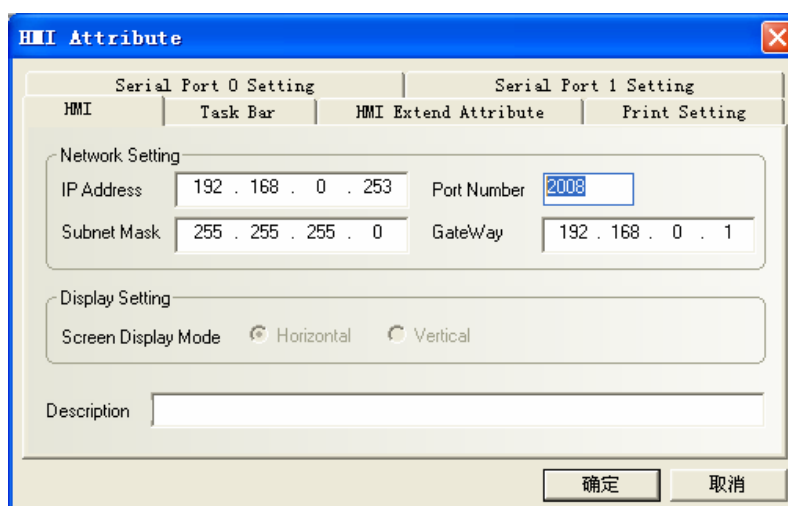 HMI Attribute
Serial Port 0 Setting Serial Port 1 Setting
HMI Task Bar HMI Extend Attribute Print Setting
Network Setting
IP Address 192 . 168 . 0 . 253 Port Number 2008
Subnet Mask 255 . 255 . 255 . 0 GateWay 192 . 168 . 0 . 1
Display Setting
Screen Display Mode Horizontal Vertical
Description
确定 取消